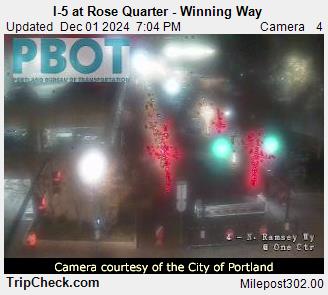 I-5 at Rose Quarter - Winning Way
Updated Dec 01 2024 7:04 PM Camera 4
PBOT
PORTLAND BUREAU OF TRANSPORTATION
4 - N. Ramsey Wy
@ One Ctr
Camera courtesy of the City of Portland
TripCheck.com Milepost302.00